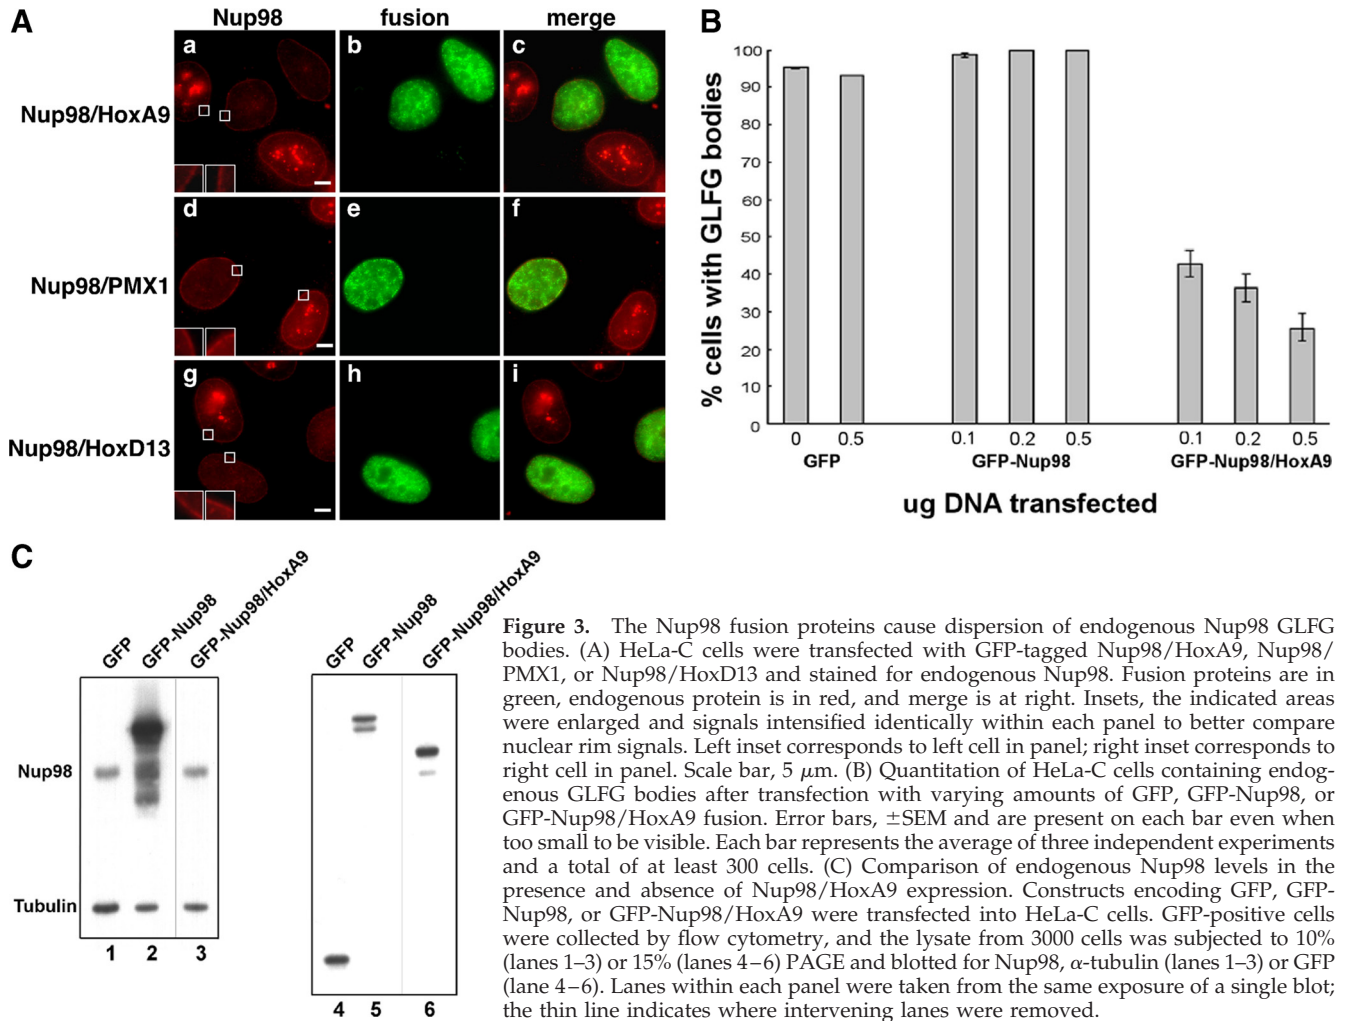 A
Nup98 fusion merge
a b c
Nup98/HoxA9
d e f
Nup98/PMX1
g h i
Nup98/HoxD13
B
% cells with GLFG bodies
100
90
80
70
60
50
40
30
20
10
0
0 0.5 0.1 0.2 0.5 0.1 0.2 0.5
GFP GFP-Nup98 GFP-Nup98/HoxA9
ug DNA transfected
C
GFP GFP-Nup98 GFP-Nup98/HoxA9
Nup98
Tubulin
1 2 3
GFP GFP-Nup98 GFP-Nup98/HoxA9
4 5 6
Figure 3. The Nup98 fusion proteins cause dispersion of endogenous Nup98 GLFG
bodies. (A) HeLa-C cells were transfected with GFP-tagged Nup98/HoxA9, Nup98/
PMX1, or Nup98/HoxD13 and stained for endogenous Nup98. Fusion proteins are in
green, endogenous protein is in red, and merge is at right. Insets, the indicated areas
were enlarged and signals intensified identically within each panel to better compare
nuclear rim signals. Left inset corresponds to left cell in panel; right inset corresponds to
right cell in panel. Scale bar, 5 μm. (B) Quantitation of HeLa-C cells containing endog-
enous GLFG bodies after transfection with varying amounts of GFP, GFP-Nup98, or
GFP-Nup98/HoxA9 fusion. Error bars, ±SEM and are present on each bar even when
too small to be visible. Each bar represents the average of three independent experiments
and a total of at least 300 cells. (C) Comparison of endogenous Nup98 levels in the
presence and absence of Nup98/HoxA9 expression. Constructs encoding GFP, GFP-
Nup98, or GFP-Nup98/HoxA9 were transfected into HeLa-C cells. GFP-positive cells
were collected by flow cytometry, and the lysate from 3000 cells was subjected to 10%
(lanes 1–3) or 15% (lanes 4–6) PAGE and blotted for Nup98, α-tubulin (lanes 1–3) or GFP
(lane 4–6). Lanes within each panel were taken from the same exposure of a single blot;
the thin line indicates where intervening lanes were removed.